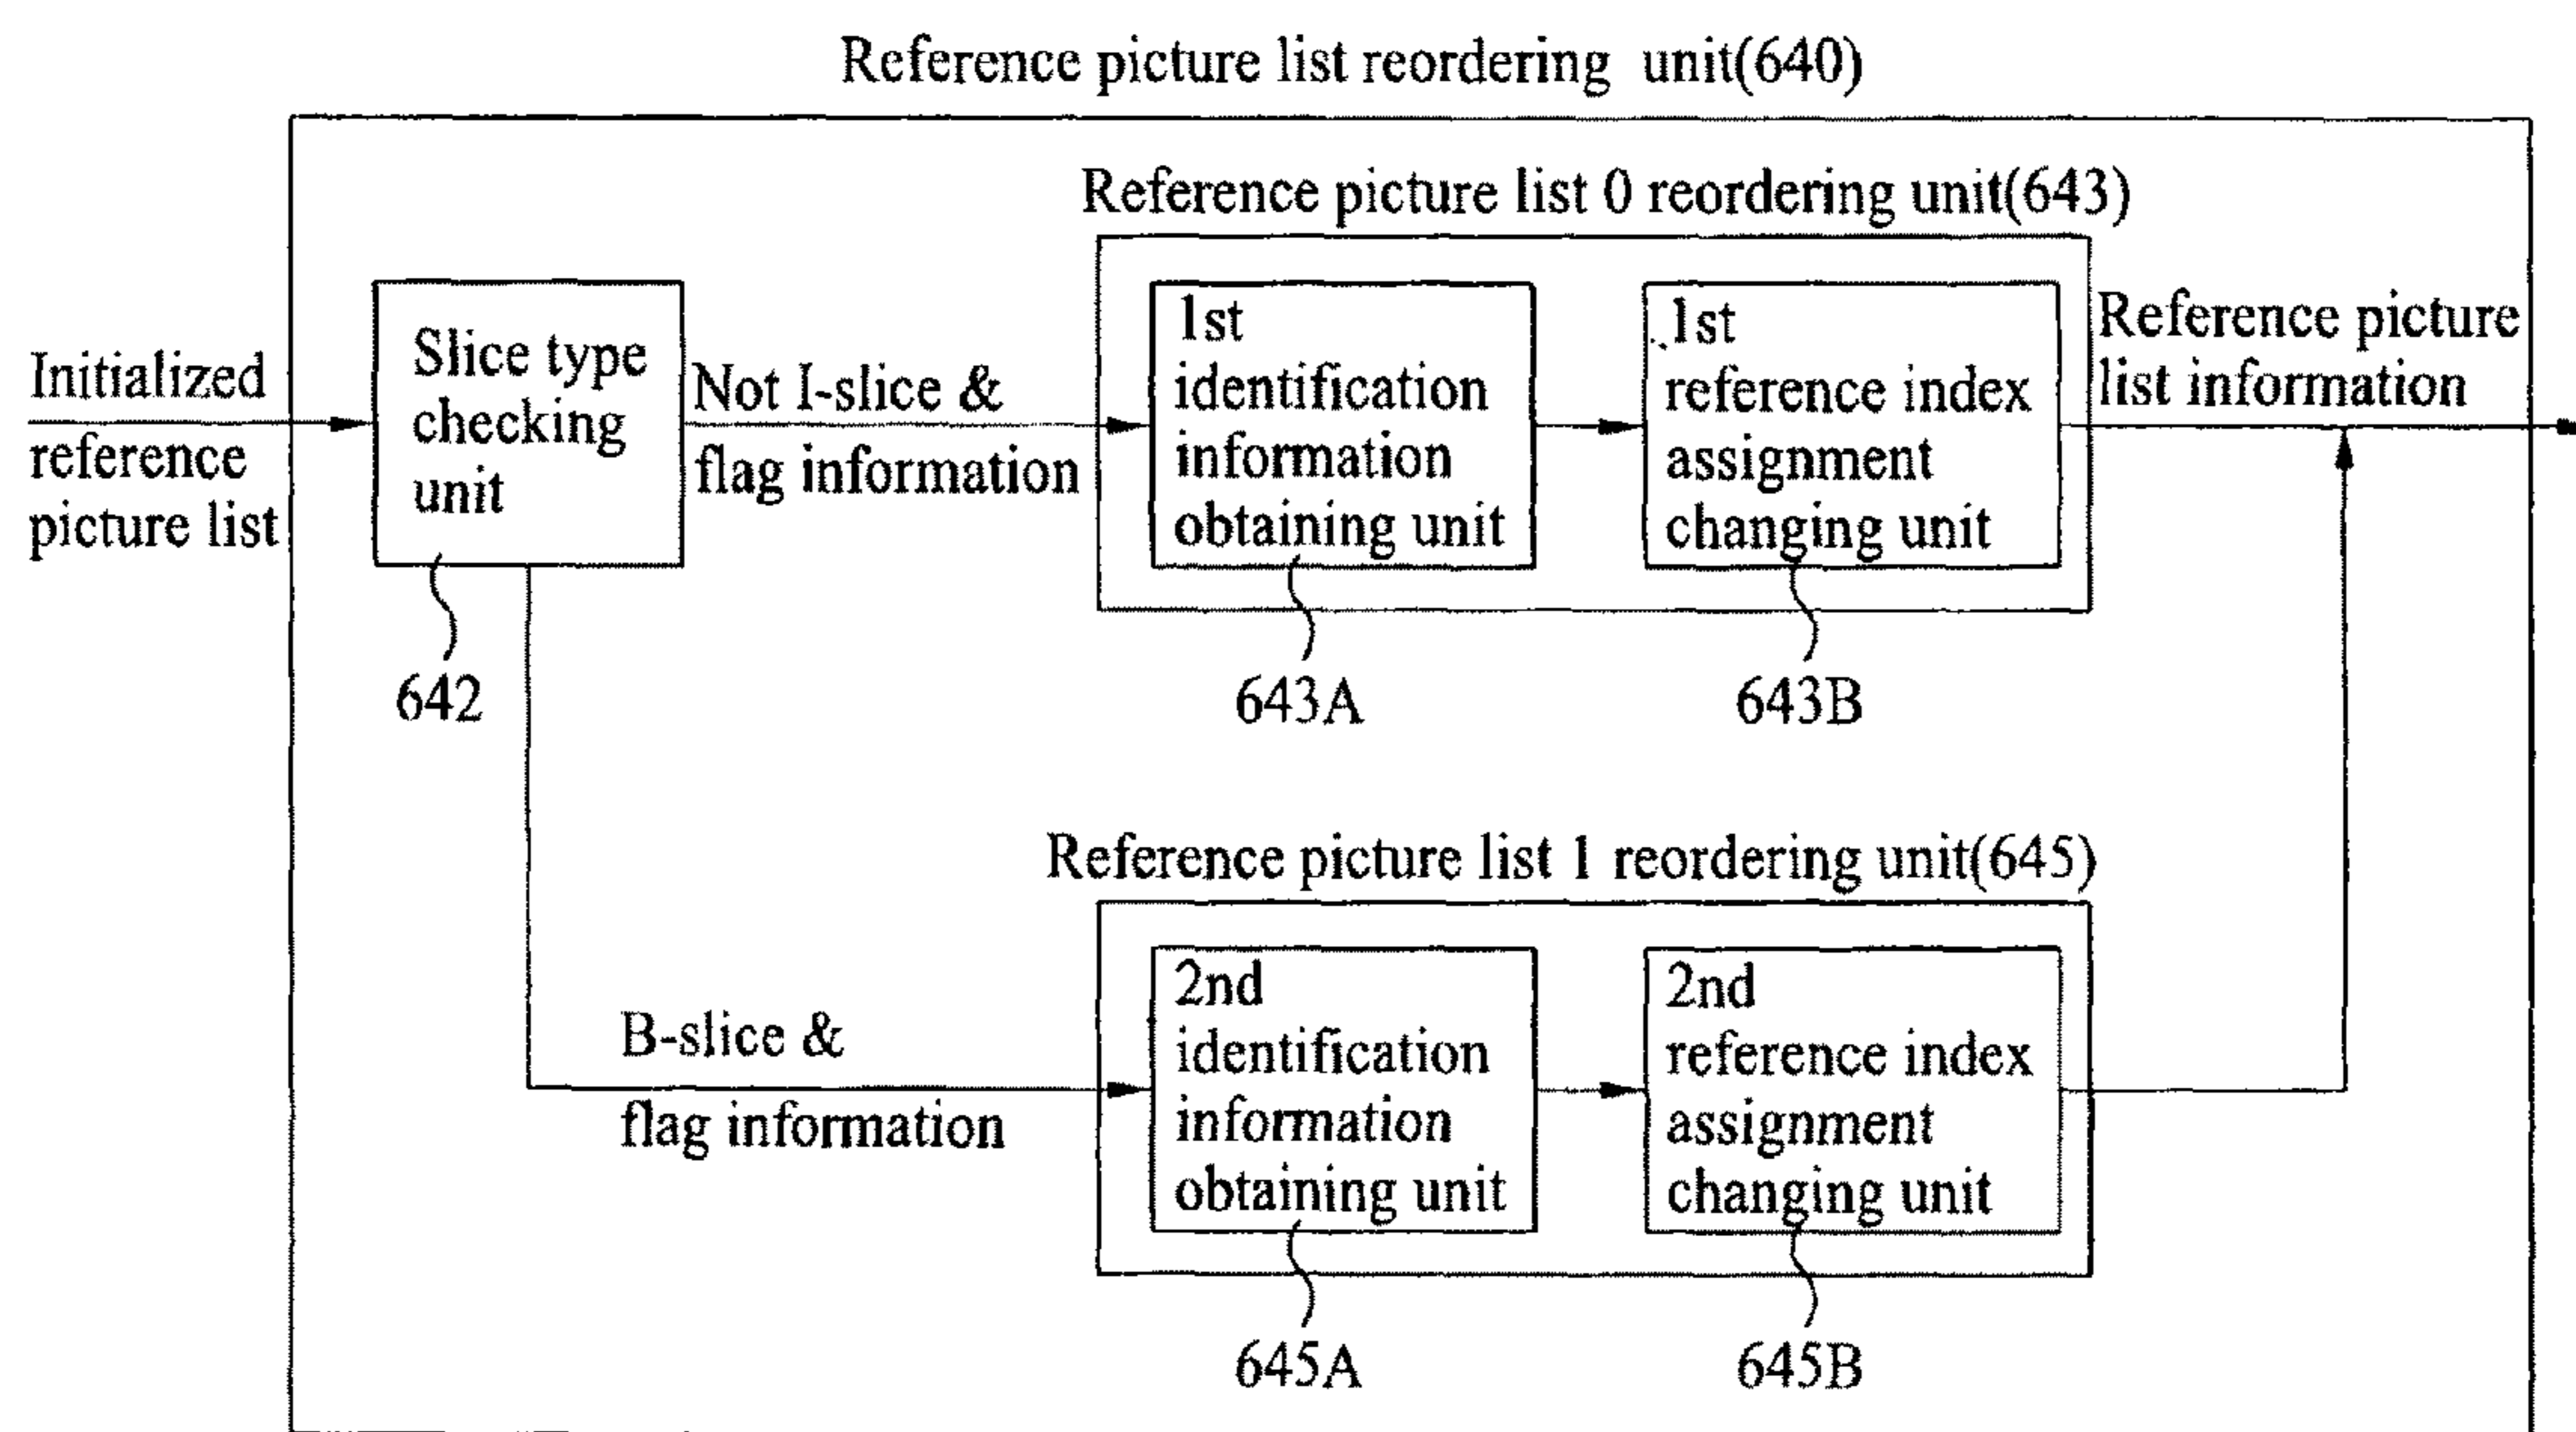 Reference picture list reordering unit(640)
Reference picture list 0 reordering unit(643)
Initialized
reference
picture list
Slice type
checking
unit
642
Not I-slice &
flag information
1st
identification
information
obtaining unit
643A
1st
reference index
assignment
changing unit
643B
Reference picture
list information
Reference picture list 1 reordering unit(645)
B-slice &
flag information
2nd
identification
information
obtaining unit
645A
2nd
reference index
assignment
changing unit
645B